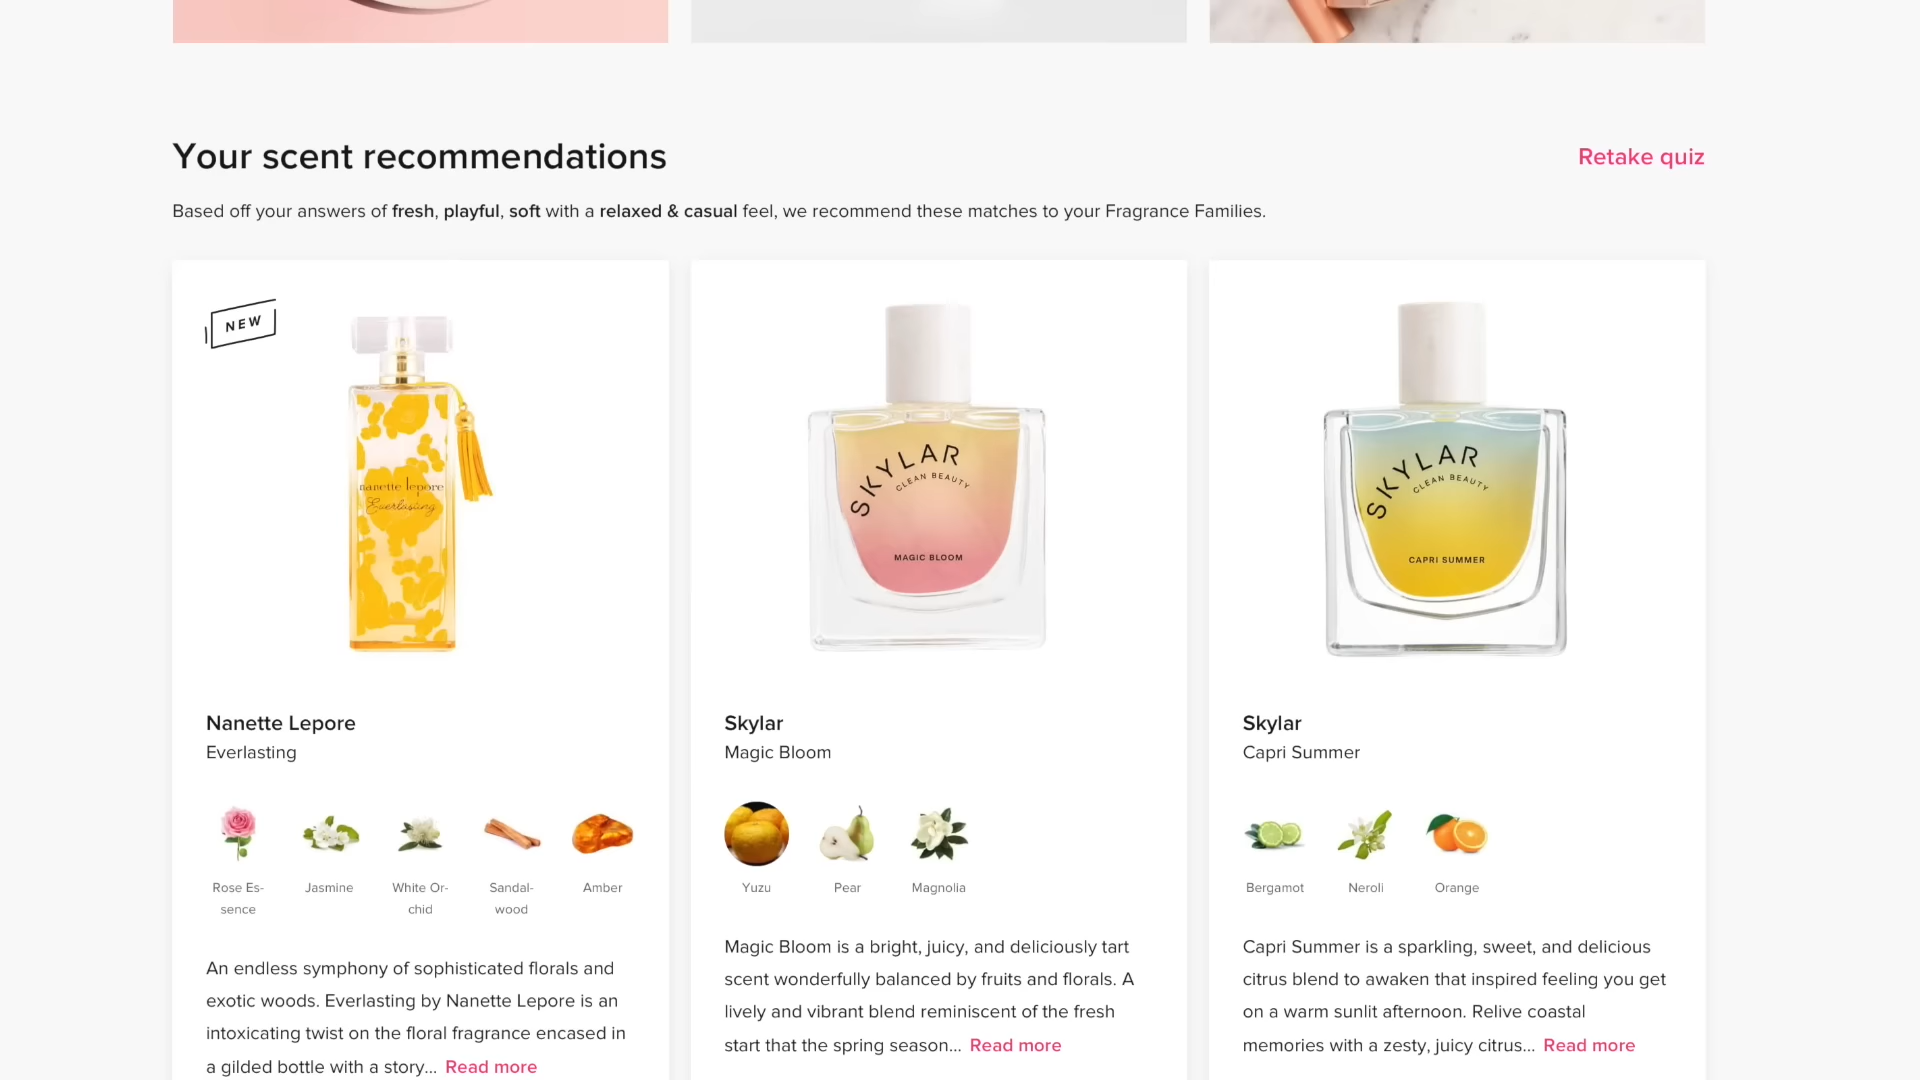 Your scent recommendations
Retake quiz
Based off your answers of fresh, playful, soft with a relaxed & casual feel, we recommend these matches to your Fragrance Families.
NEW
nanette lepore
Everlasting
SKYLAR
CLEAN BEAUTY
MAGIC BLOOM
SKYLAR
CLEAN BEAUTY
CAPRI SUMMER
Nanette Lepore
Everlasting
Rose Es-
sence
Jasmine
White Or-
chid
Sandal-
wood
Amber
An endless symphony of sophisticated florals and
exotic woods. Everlasting by Nanette Lepore is an
intoxicating twist on the floral fragrance encased in
a gilded bottle with a story... Read more
Skylar
Magic Bloom
Yuzu
Pear
Magnolia
Magic Bloom is a bright, juicy, and deliciously tart
scent wonderfully balanced by fruits and florals. A
lively and vibrant blend reminiscent of the fresh
start that the spring season... Read more
Skylar
Capri Summer
Bergamot
Neroli
Orange
Capri Summer is a sparkling, sweet, and delicious
citrus blend to awaken that inspired feeling you get
on a warm sunlit afternoon. Relive coastal
memories with a zesty, juicy citrus... Read more